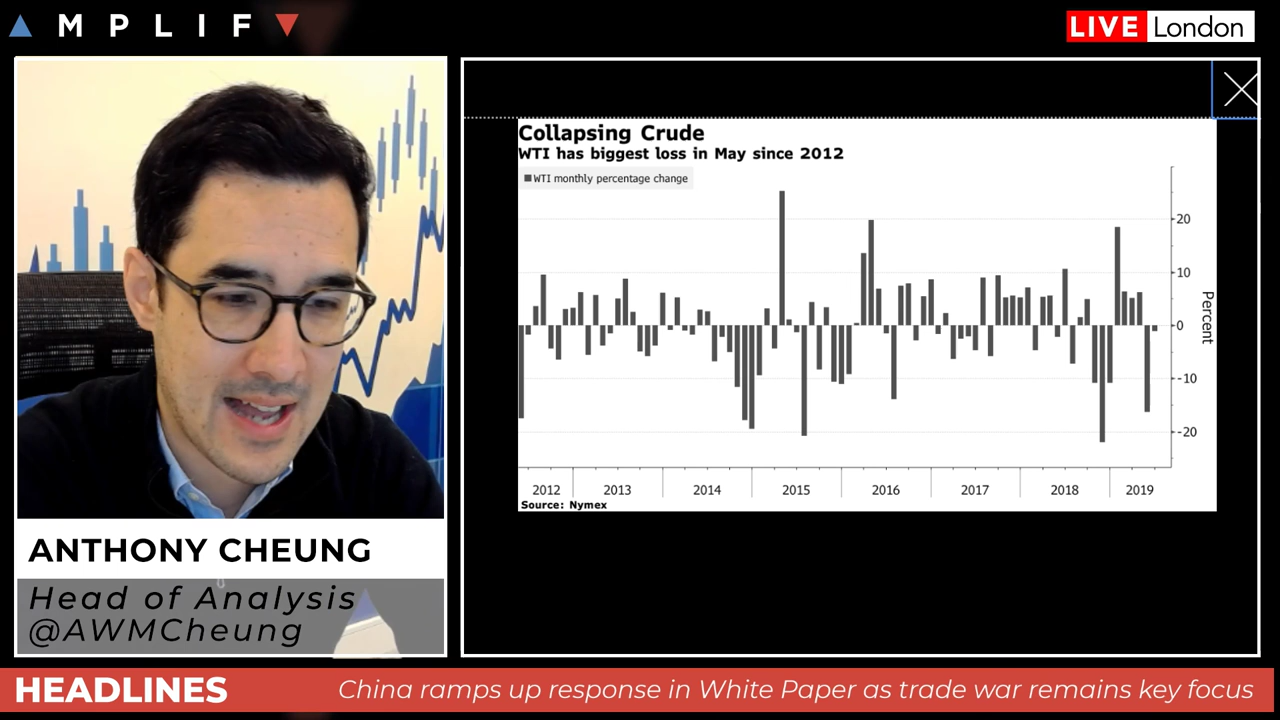 MPLIF
LIVE London
Collapsing Crude
WTI has biggest loss in May since 2012
WTI monthly percentage change
20
10
0
-10
-20
Percent
2012 2013 2014 2015 2016 2017 2018 2019
Source: Nymex
ANTHONY CHEUNG
Head of Analysis
@AWMCheung
HEADLINES China ramps up response in White Paper as trade war remains key focus